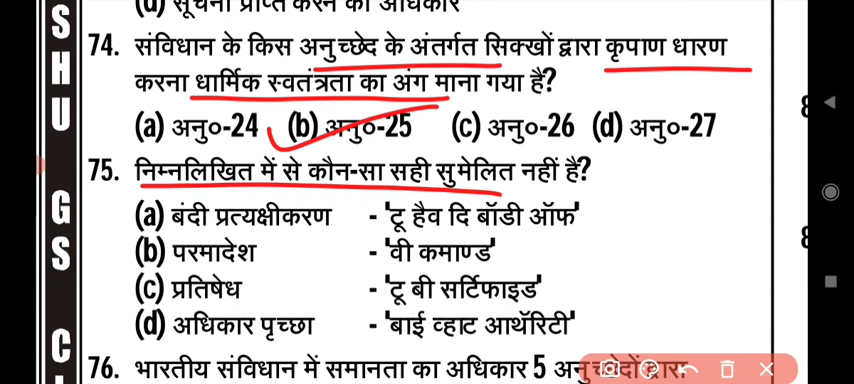 (d) सूचना प्राप्त करने का अधिकार
74. संविधान के किस अनुच्छेद के अंतर्गत सिक्खों द्वारा कृपाण धारण
करना धार्मिक स्वतंत्रता का अंग माना गया है?
(a) अनु०-24 (b) अनु०-25 (c) अनु०-26 (d) अनु०-27
75. निम्नलिखित में से कौन-सा सही सुमेलित नहीं है?
(a) बंदी प्रत्यक्षीकरण - 'टू हैव दि बॉडी ऑफ'
(b) परमादेश - 'वी कमाण्ड'
(c) प्रतिषेध - 'टू बी सर्टिफाइड'
(d) अधिकार पृच्छा - 'बाई व्हाट आथॅरिटी'
76. भारतीय संविधान में समानता का अधिकार 5 अनुच्छेदों द्वारा
S
H
U
G
S
C
8
8